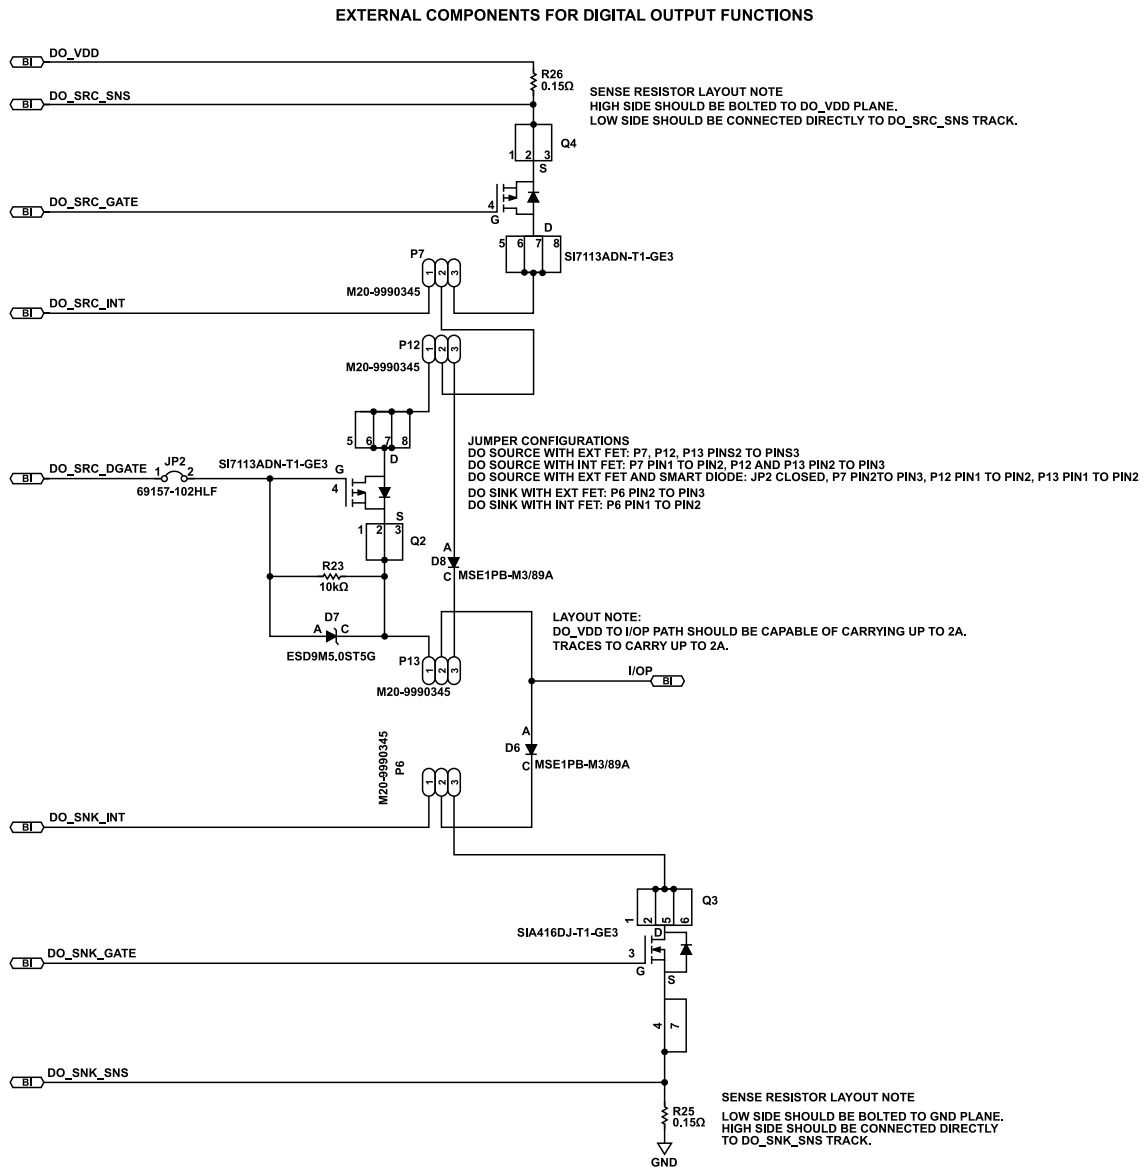 EXTERNAL COMPONENTS FOR DIGITAL OUTPUT FUNCTIONS
BI DO_VDD
R26
0.15Ω
SENSE RESISTOR LAYOUT NOTE
HIGH SIDE SHOULD BE BOLTED TO DO_VDD PLANE.
LOW SIDE SHOULD BE CONNECTED DIRECTLY TO DO_SRC_SNS TRACK.
BI DO_SRC_SNS
1 2 3 Q4
S
BI DO_SRC_GATE
4
G
D
5 6 7 8
SI7113ADN-T1-GE3
P7 1 2 3
M20-9990345
BI DO_SRC_INT
P12 1 2 3
M20-9990345
5 6 7 8
D
JUMPER CONFIGURATIONS
DO SOURCE WITH EXT FET: P7, P12, P13 PINS2 TO PINS3
DO SOURCE WITH INT FET: P7 PIN1 TO PIN2, P12 AND P13 PIN2 TO PIN3
DO SOURCE WITH EXT FET AND SMART DIODE: JP2 CLOSED, P7 PIN2TO PIN3, P12 PIN1 TO PIN2, P13 PIN1 TO PIN2
DO SINK WITH EXT FET: P6 PIN2 TO PIN3
DO SINK WITH INT FET: P6 PIN1 TO PIN2
BI DO_SRC_DGATE
JP2
1 2
69157-102HLF
SI7113ADN-T1-GE3
G
4
S
1 2 3
Q2
A
D8
C MSE1PB-M3/89A
R23
10kΩ
D7
A C
ESD9M5.0ST5G
LAYOUT NOTE:
DO_VDD TO I/OP PATH SHOULD BE CAPABLE OF CARRYING UP TO 2A.
TRACES TO CARRY UP TO 2A.
P13 1 2 3
M20-9990345
I/OP BI
A
D6
C MSE1PB-M3/89A
M20-9990345
P6
1 2 3
BI DO_SNK_INT
1 2 5 6
Q3
SIA416DJ-T1-GE3
D
3
G
S
BI DO_SNK_GATE
4 7
BI DO_SNK_SNS
R25
0.15Ω
GND
SENSE RESISTOR LAYOUT NOTE
LOW SIDE SHOULD BE BOLTED TO GND PLANE.
HIGH SIDE SHOULD BE CONNECTED DIRECTLY
TO DO_SNK_SNS TRACK.